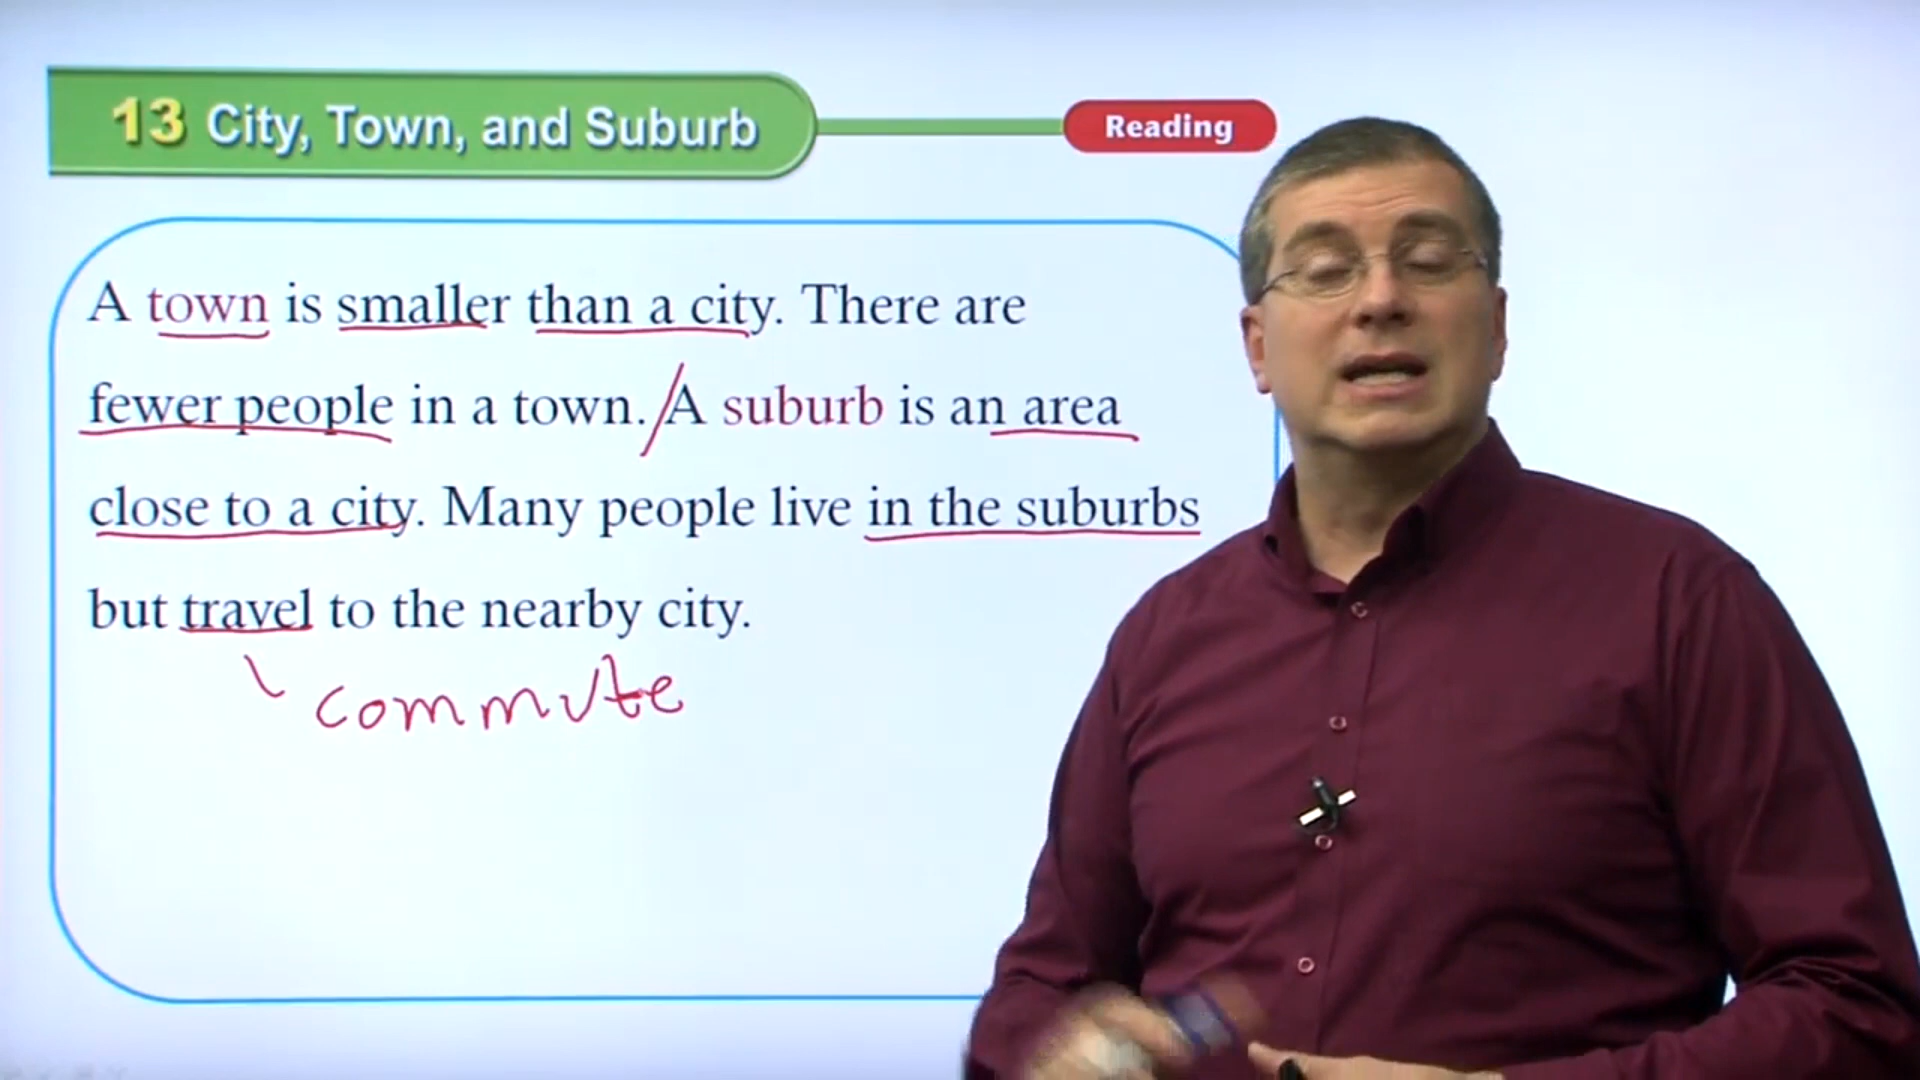 13 City, Town, and Suburb
Reading
A town is smaller than a city. There are
fewer people in a town. / A suburb is an area
close to a city. Many people live in the suburbs
but travel to the nearby city.
commute